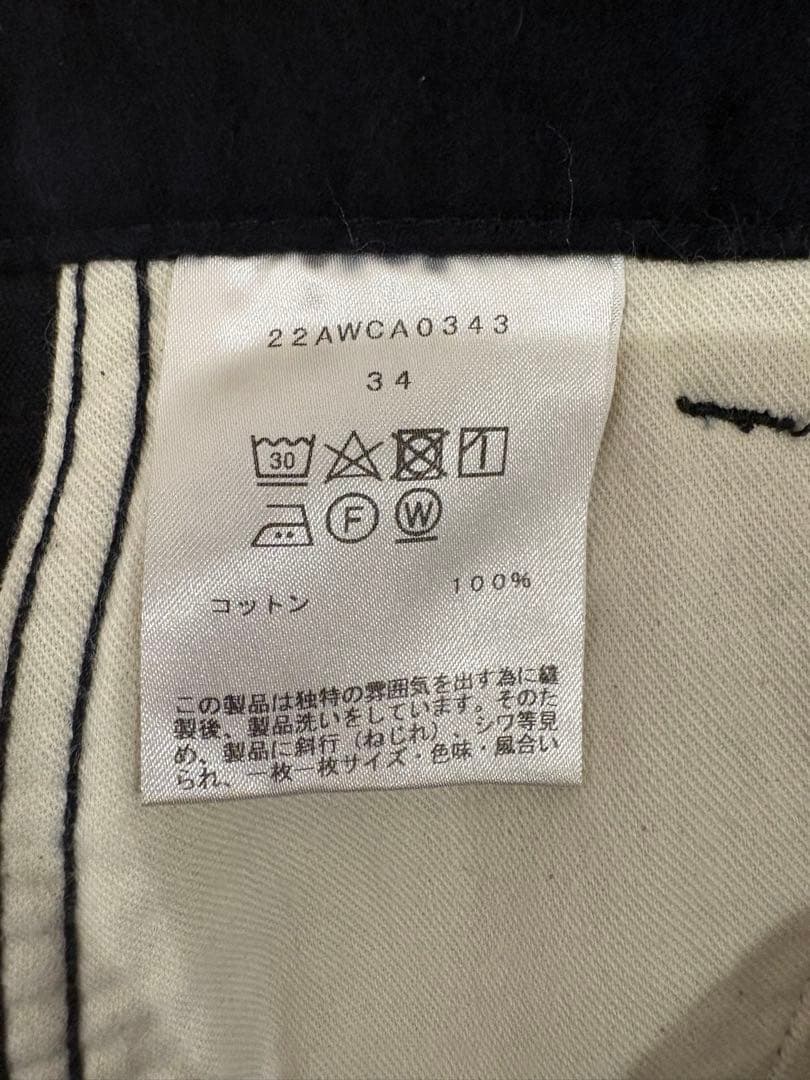 22AWCA0343
34
30
F
W
コットン 100%
この製品は独特の雰囲気を出す為に縫
製後、製品洗いをしています。そのた
め、製品に斜行（ねじれ）、シワ等見
られ、一枚一枚サイズ・色味・風合い